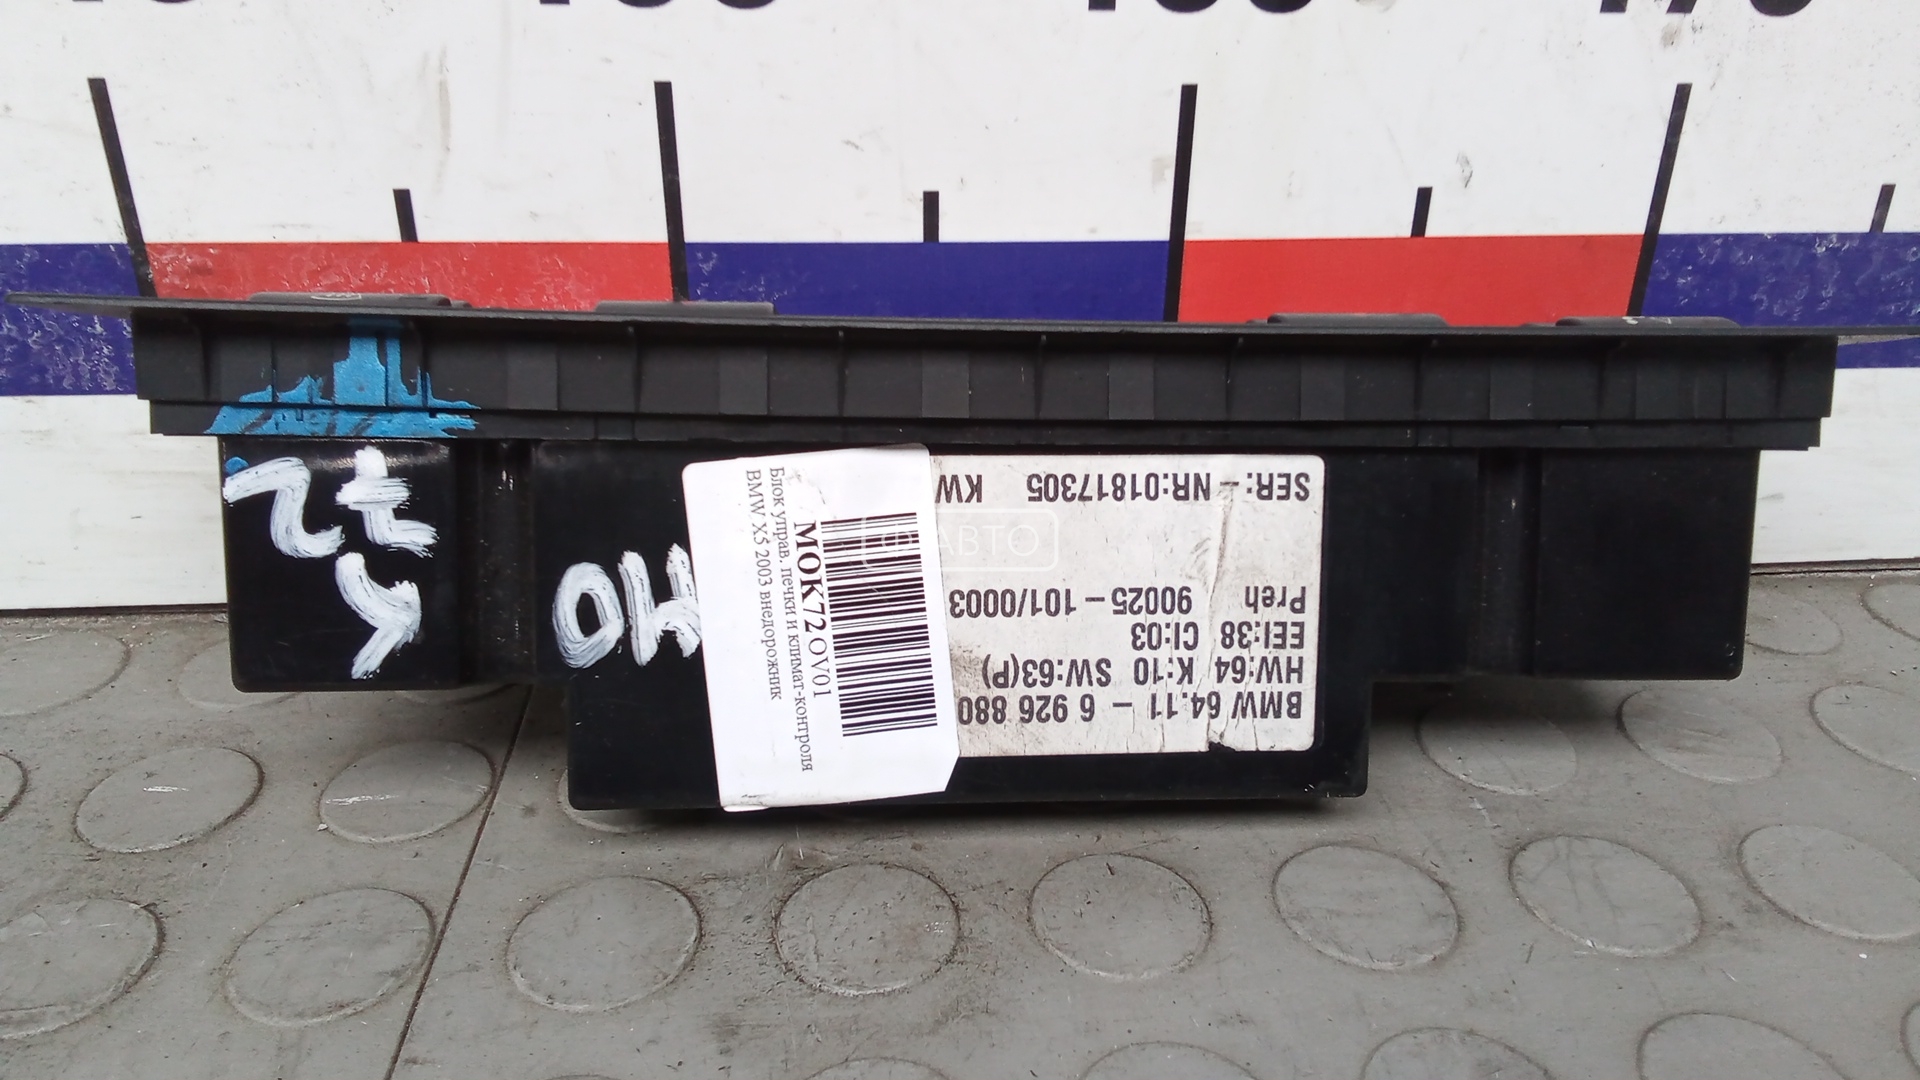 BMW 64.11 - 6 926 880
HW:64 K:10 SW:63(P)
EEI:38 CI:03
Preh 90025-101/0003
SER:- NR:01817305 KW
MOK72OV01
Блок управ. печки и климат-контроля
BMW X5 2003 внедорожник
АВТО